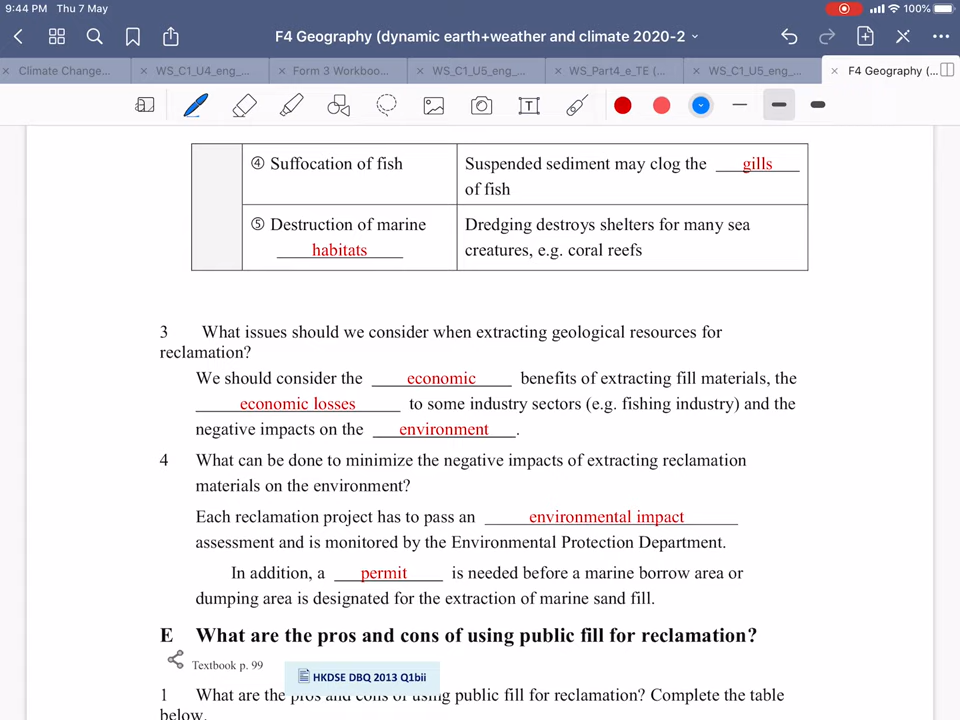 9:44 PM Thu 7 May
100%
F4 Geography (dynamic earth+weather and climate 2020-2
Climate Change...
WS_C1_U4_eng_...
Form 3 Workboo...
WS_C1_U5_eng_...
WS_Part4_e_TE (...
WS_C1_U5_eng_...
F4 Geography (...
④ Suffocation of fish
Suspended sediment may clog the gills
of fish
⑤ Destruction of marine
habitats
Dredging destroys shelters for many sea
creatures, e.g. coral reefs
3 What issues should we consider when extracting geological resources for
reclamation?
We should consider the economic benefits of extracting fill materials, the
economic losses to some industry sectors (e.g. fishing industry) and the
negative impacts on the environment.
4 What can be done to minimize the negative impacts of extracting reclamation
materials on the environment?
Each reclamation project has to pass an environmental impact
assessment and is monitored by the Environmental Protection Department.
In addition, a permit is needed before a marine borrow area or
dumping area is designated for the extraction of marine sand fill.
E What are the pros and cons of using public fill for reclamation?
Textbook p. 99
HKDSE DBQ 2013 Q1bii
1 What are the pros and cons of using public fill for reclamation? Complete the table
below.